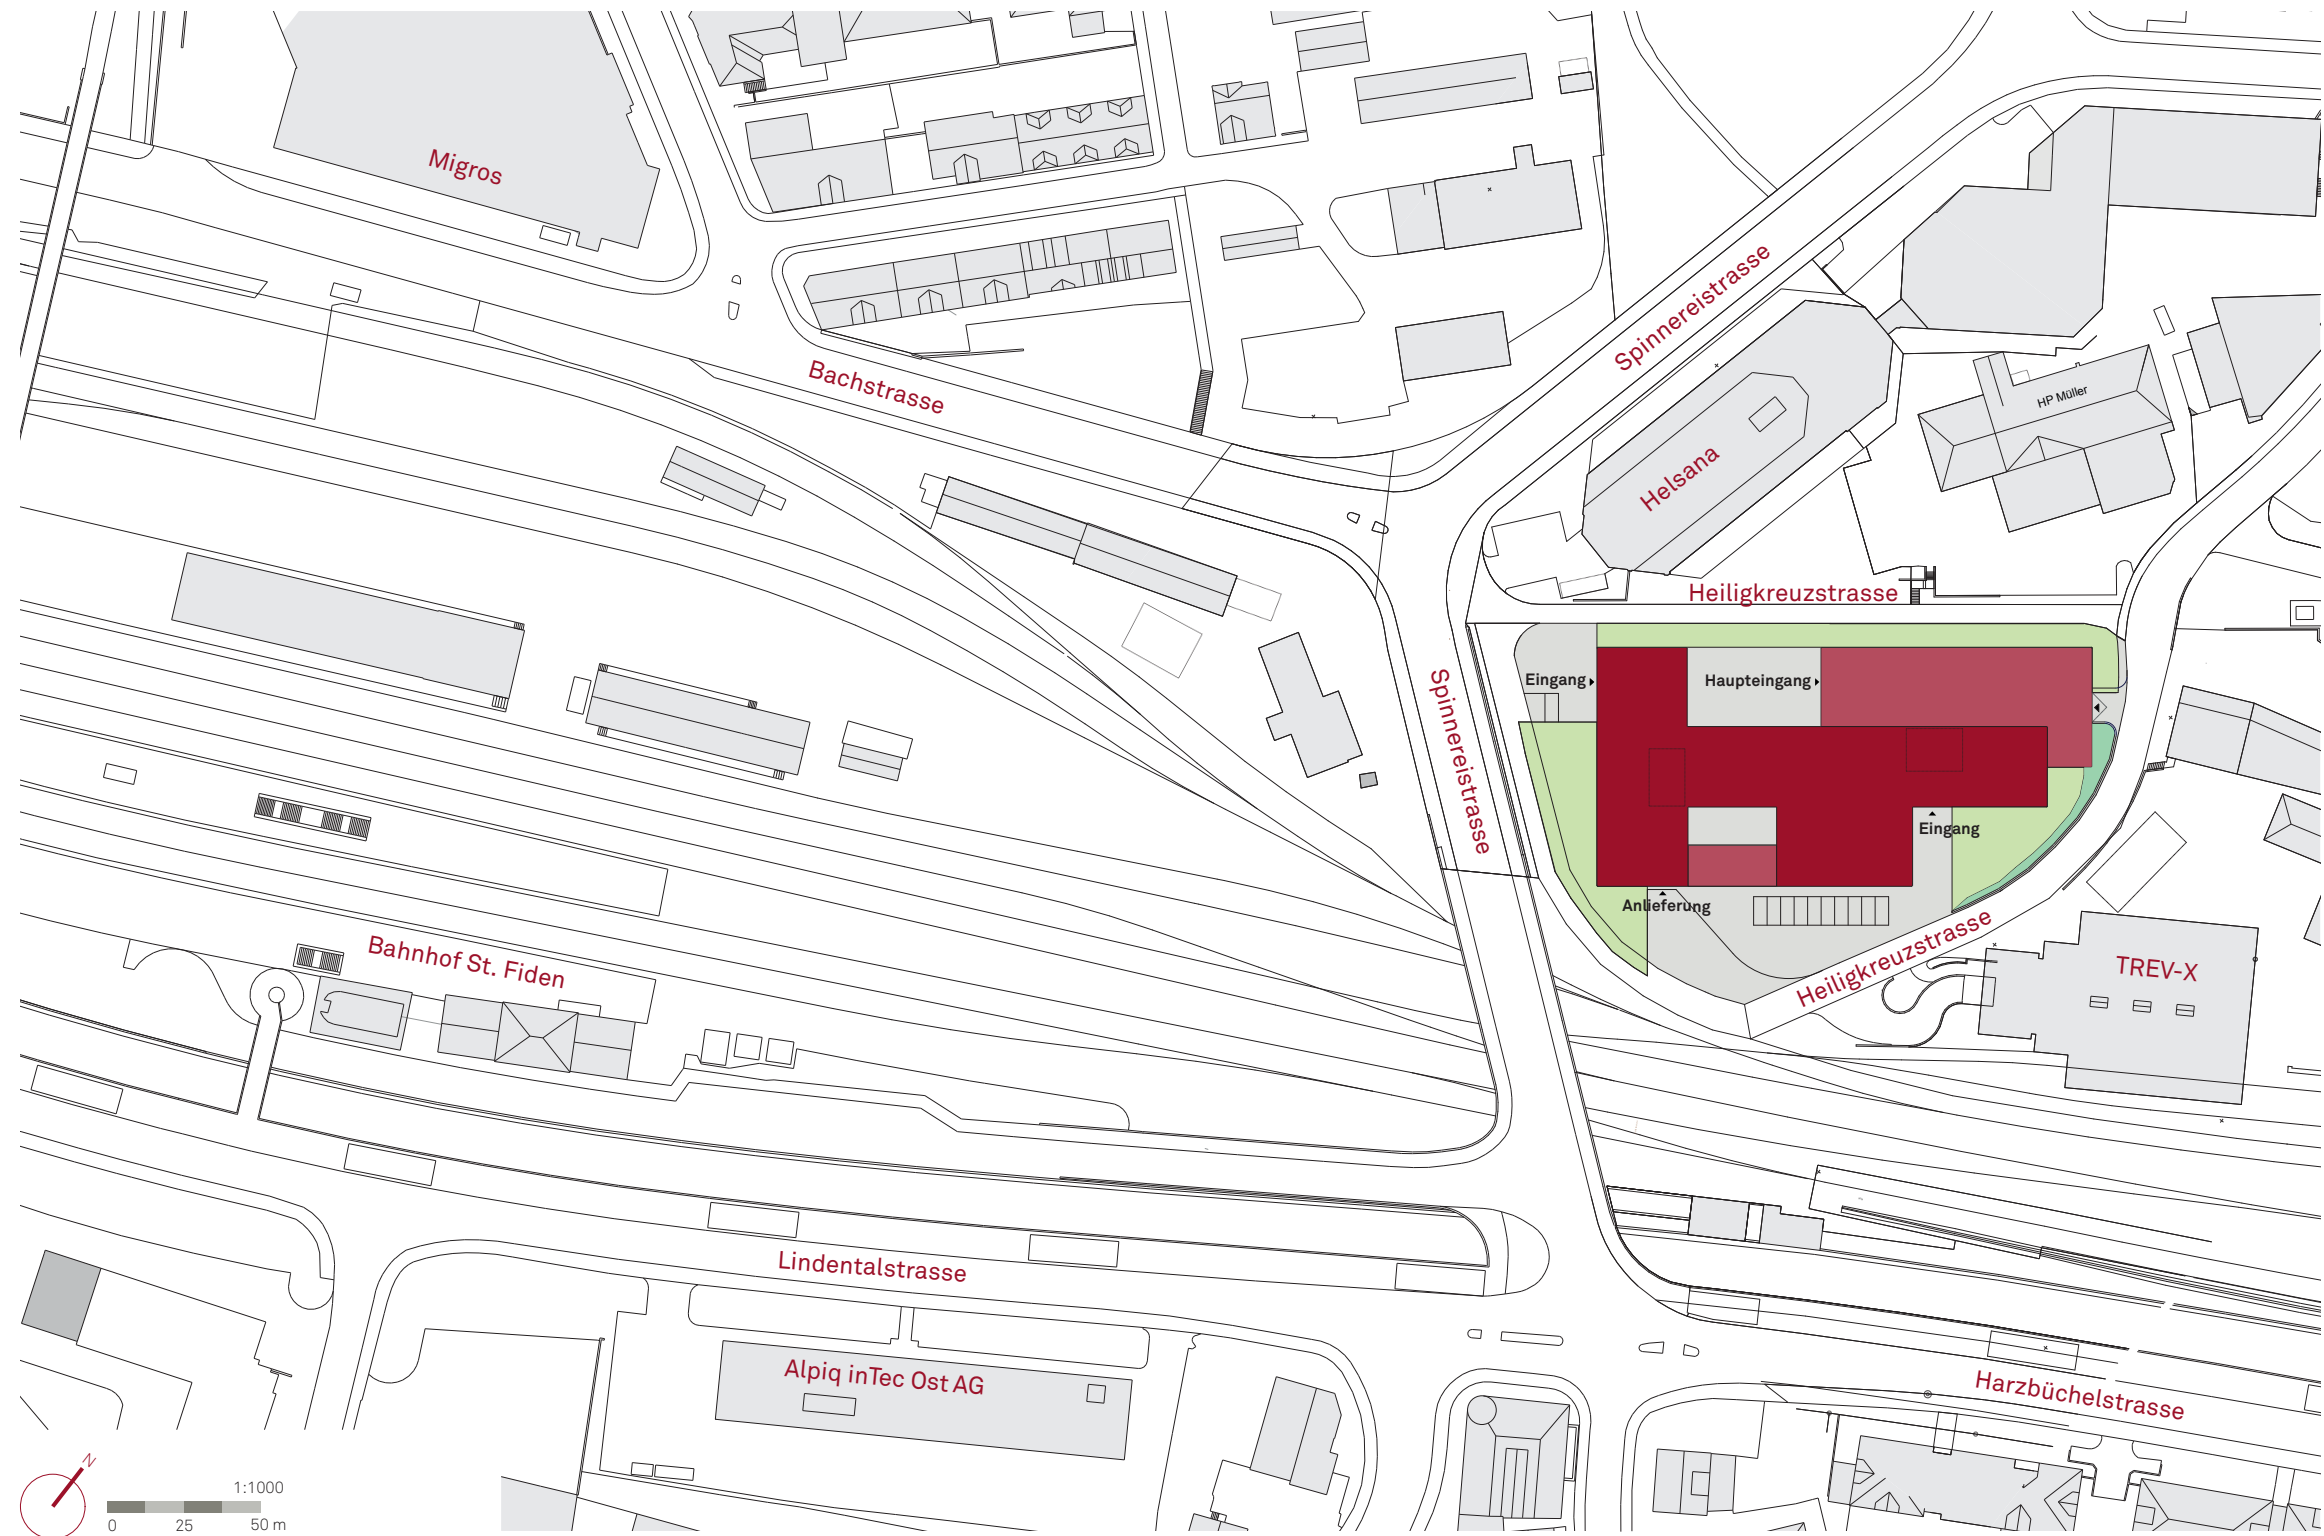 Migros
Bachstrasse
Spinnereistrasse
HP Müller
Helsana
Heiligkreuzstrasse
Spinnereistrasse
Eingang
Haupteingang
Eingang
Anlieferung
Heiligkreuzstrasse
TREV-X
Bahnhof St. Fiden
Lindentalstrasse
Alpiq inTec Ost AG
Harzbüchelstrasse
N
1:1000
0 25 50 m